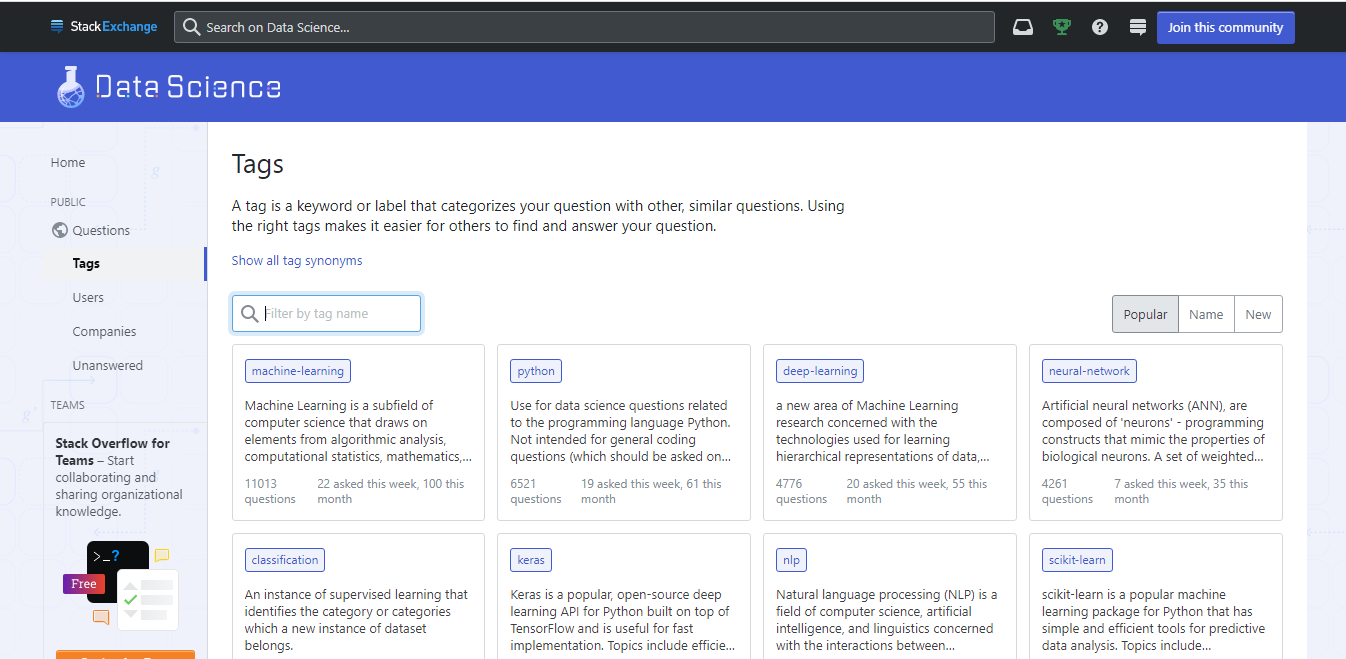 StackExchange
Search on Data Science...
?
Join this community
Data Science
Home
PUBLIC
Questions
Tags
Users
Companies
Unanswered
TEAMS
Stack Overflow for
Teams – Start
collaborating and
sharing organizational
knowledge.
>_?
Free
Tags
A tag is a keyword or label that categorizes your question with other, similar questions. Using
the right tags makes it easier for others to find and answer your question.
Show all tag synonyms
Filter by tag name
Popular Name New
machine-learning
Machine Learning is a subfield of
computer science that draws on
elements from algorithmic analysis,
computational statistics, mathematics,...
11013 questions
22 asked this week, 100 this month
python
Use for data science questions related
to the programming language Python.
Not intended for general coding
questions (which should be asked on...
6521 questions
19 asked this week, 61 this month
deep-learning
a new area of Machine Learning
research concerned with the
technologies used for learning
hierarchical representations of data,...
4776 questions
20 asked this week, 55 this month
neural-network
Artificial neural networks (ANN), are
composed of 'neurons' - programming
constructs that mimic the properties of
biological neurons. A set of weighted...
4261 questions
7 asked this week, 35 this month
classification
An instance of supervised learning that
identifies the category or categories
which a new instance of dataset
belongs.
keras
Keras is a popular, open-source deep
learning API for Python built on top of
TensorFlow and is useful for fast
implementation. Topics include efficie...
nlp
Natural language processing (NLP) is a
field of computer science, artificial
intelligence, and linguistics concerned
with the interactions between...
scikit-learn
scikit-learn is a popular machine
learning package for Python that has
simple and efficient tools for predictive
data analysis. Topics include...